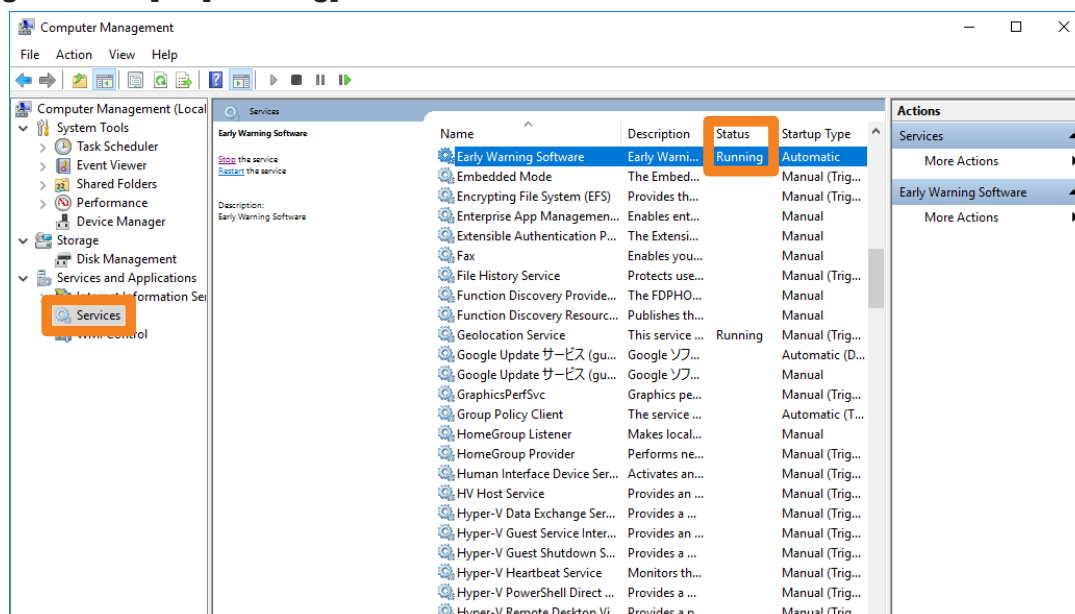 Computer Management
File Action View Help
Computer Management (Local
System Tools
Task Scheduler
Event Viewer
Shared Folders
Performance
Device Manager
Storage
Disk Management
Services and Applications
Services
Control
Services
Early Warning Software
Stop the service
Restart the service
Description:
Early Warning Software
Name Description Status Startup Type
Early Warning Software Early Warni... Running Automatic
Embedded Mode The Embed... Manual (Trig...
Encrypting File System (EFS) Provides th... Manual (Trig...
Enterprise App Managemen... Enables ent... Manual
Extensible Authentication P... The Extensi... Manual
Fax Enables you... Manual
File History Service Protects use... Manual (Trig...
Function Discovery Provide... The FDPHO... Manual
Function Discovery Resourc... Publishes th... Manual
Geolocation Service This service ... Running Manual (Trig...
Google Update サービス (gu... Google ソフ... Automatic (D...
Google Update サービス (gu... Google ソフ... Manual
GraphicsPerfSvc Graphics pe... Manual (Trig...
Group Policy Client The service ... Automatic (T...
HomeGroup Listener Makes local... Manual
HomeGroup Provider Performs ne... Manual (Trig...
Human Interface Device Ser... Activates an... Manual (Trig...
HV Host Service Provides an ... Manual (Trig...
Hyper-V Data Exchange Ser... Provides a ... Manual (Trig...
Hyper-V Guest Service Inter... Provides an ... Manual (Trig...
Hyper-V Guest Shutdown S... Provides a ... Manual (Trig...
Hyper-V Heartbeat Service Monitors th... Manual (Trig...
Hyper-V PowerShell Direct ... Provides a ... Manual (Trig...
Hyper-V Remote Desktop Vi... Provides a p... Manual (Trig...
Actions
Services
More Actions
Early Warning Software
More Actions